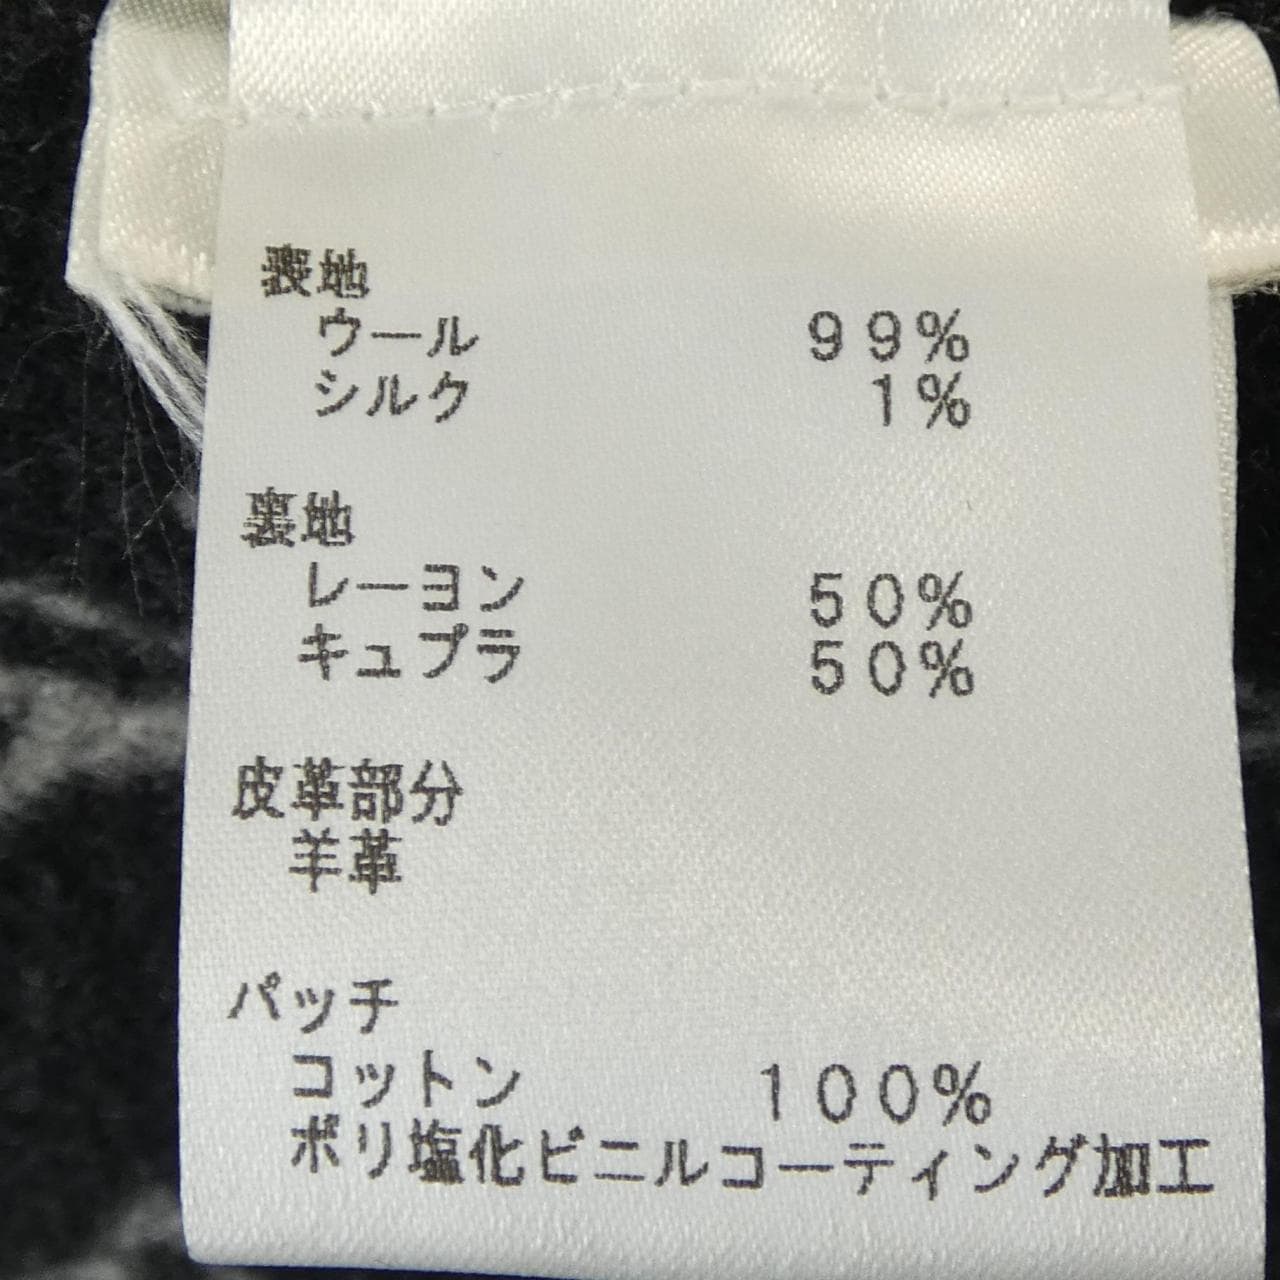 表地
ウール 99%
シルク 1%
裏地
レーヨン 50%
キュプラ 50%
皮革部分
羊革
パッチ
コットン 100%
ポリ塩化ビニルコーティング加工